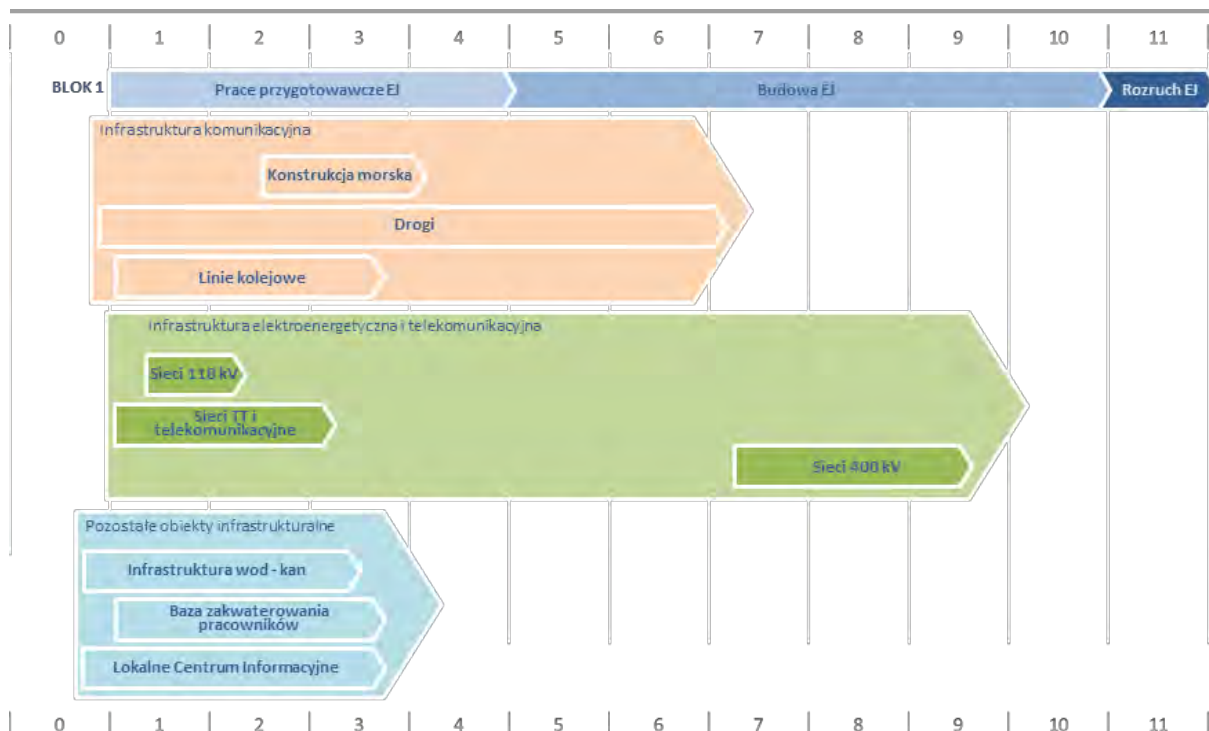 0 1 2 3 4 5 6 7 8 9 10 11
BLOK 1 Prace przygotowawcze EJ Budowa EJ Rozruch EJ
Infrastruktura komunikacyjna
Konstrukcja morska
Drogi
Linie kolejowe
Infrastruktura elektroenergetyczna i telekomunikacyjna
Sieci 110 kV
Sieci TT i
telekomunikacyjne
Sieci 400 kV
Pozostałe obiekty infrastrukturalne
Infrastruktura wod - kan
Baza zakwaterowania
pracowników
Lokalne Centrum Informacyjne
0 1 2 3 4 5 6 7 8 9 10 11